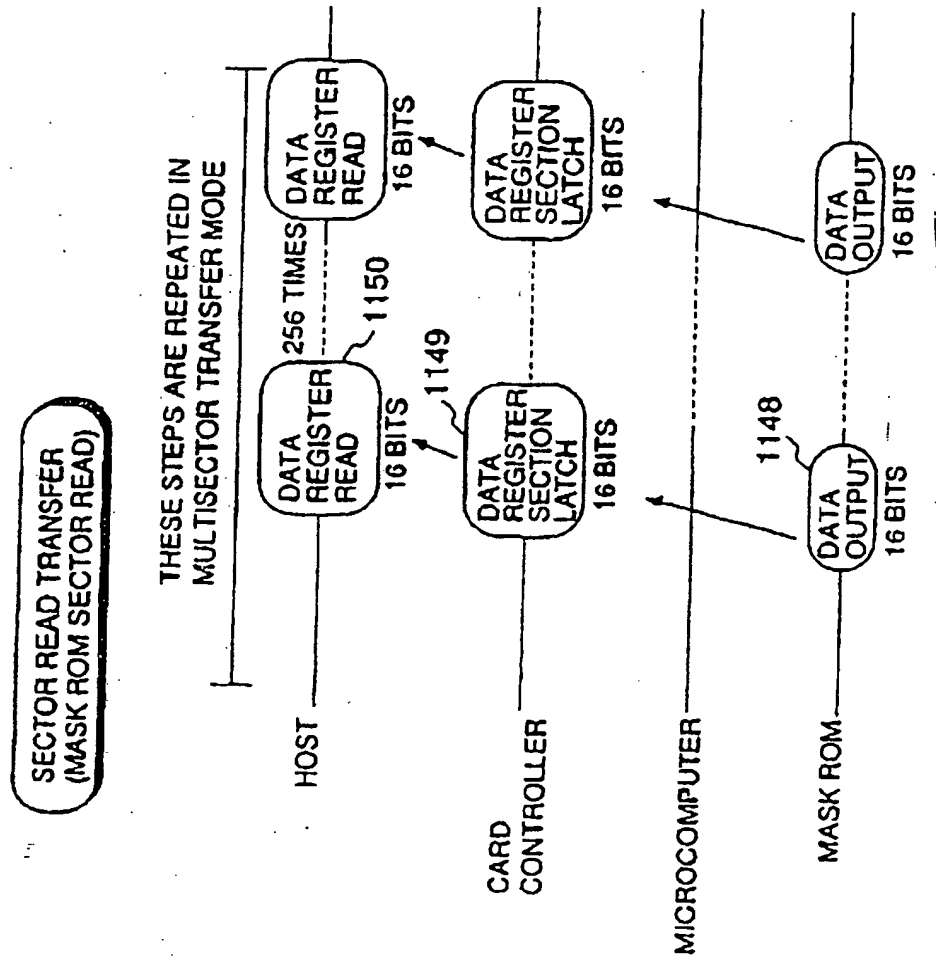 SECTOR READ TRANSFER
(MASK ROM SECTOR READ)
THESE STEPS ARE REPEATED IN
MULTISECTOR TRANSFER MODE
HOST
DATA
REGISTER
READ
16 BITS
1150
256 TIMES
DATA
REGISTER
READ
16 BITS
CARD
CONTROLLER
DATA
REGISTER
SECTION
LATCH
16 BITS
1149
DATA
REGISTER
SECTION
LATCH
16 BITS
MICROCOMPUTER
MASK ROM
DATA
OUTPUT
16 BITS
1148
DATA
OUTPUT
16 BITS